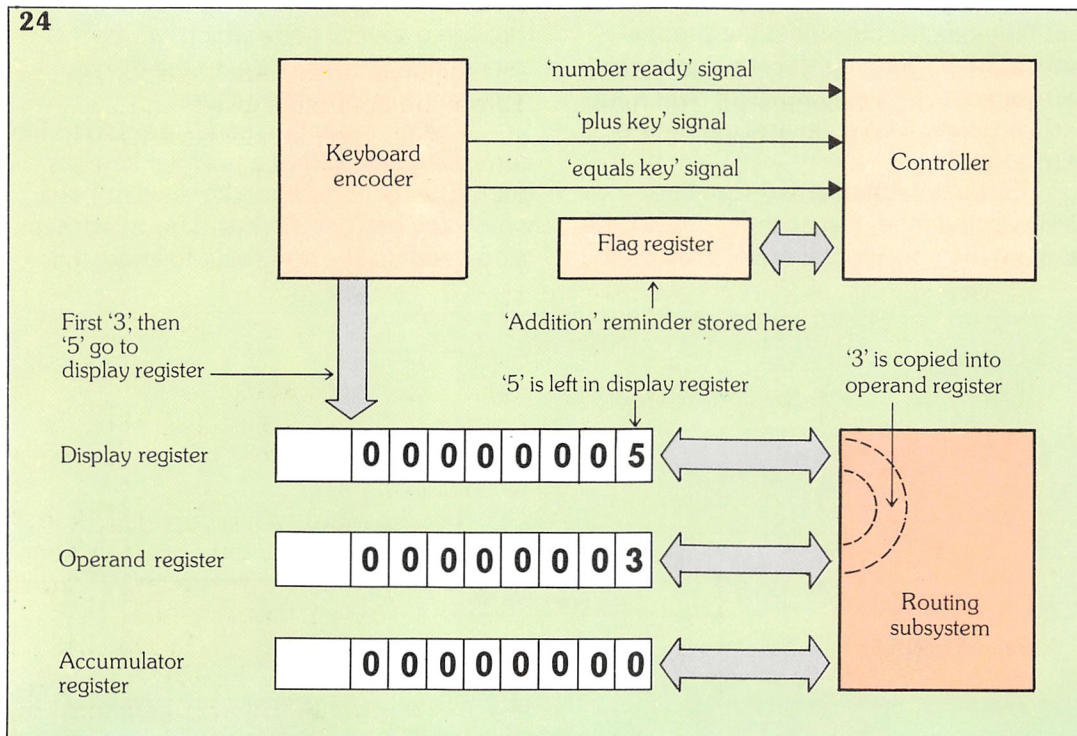 24
‘number ready’ signal
‘plus key’ signal
‘equals key’ signal
Keyboard
encoder
Controller
Flag register
‘Addition’ reminder stored here
First ‘3’, then
‘5’ go to
display register
‘5’ is left in display register
‘3’ is copied into
operand register
Display register
0 0 0 0 0 0 0 5
Operand register
0 0 0 0 0 0 0 3
Routing
subsystem
Accumulator
register
0 0 0 0 0 0 0 0